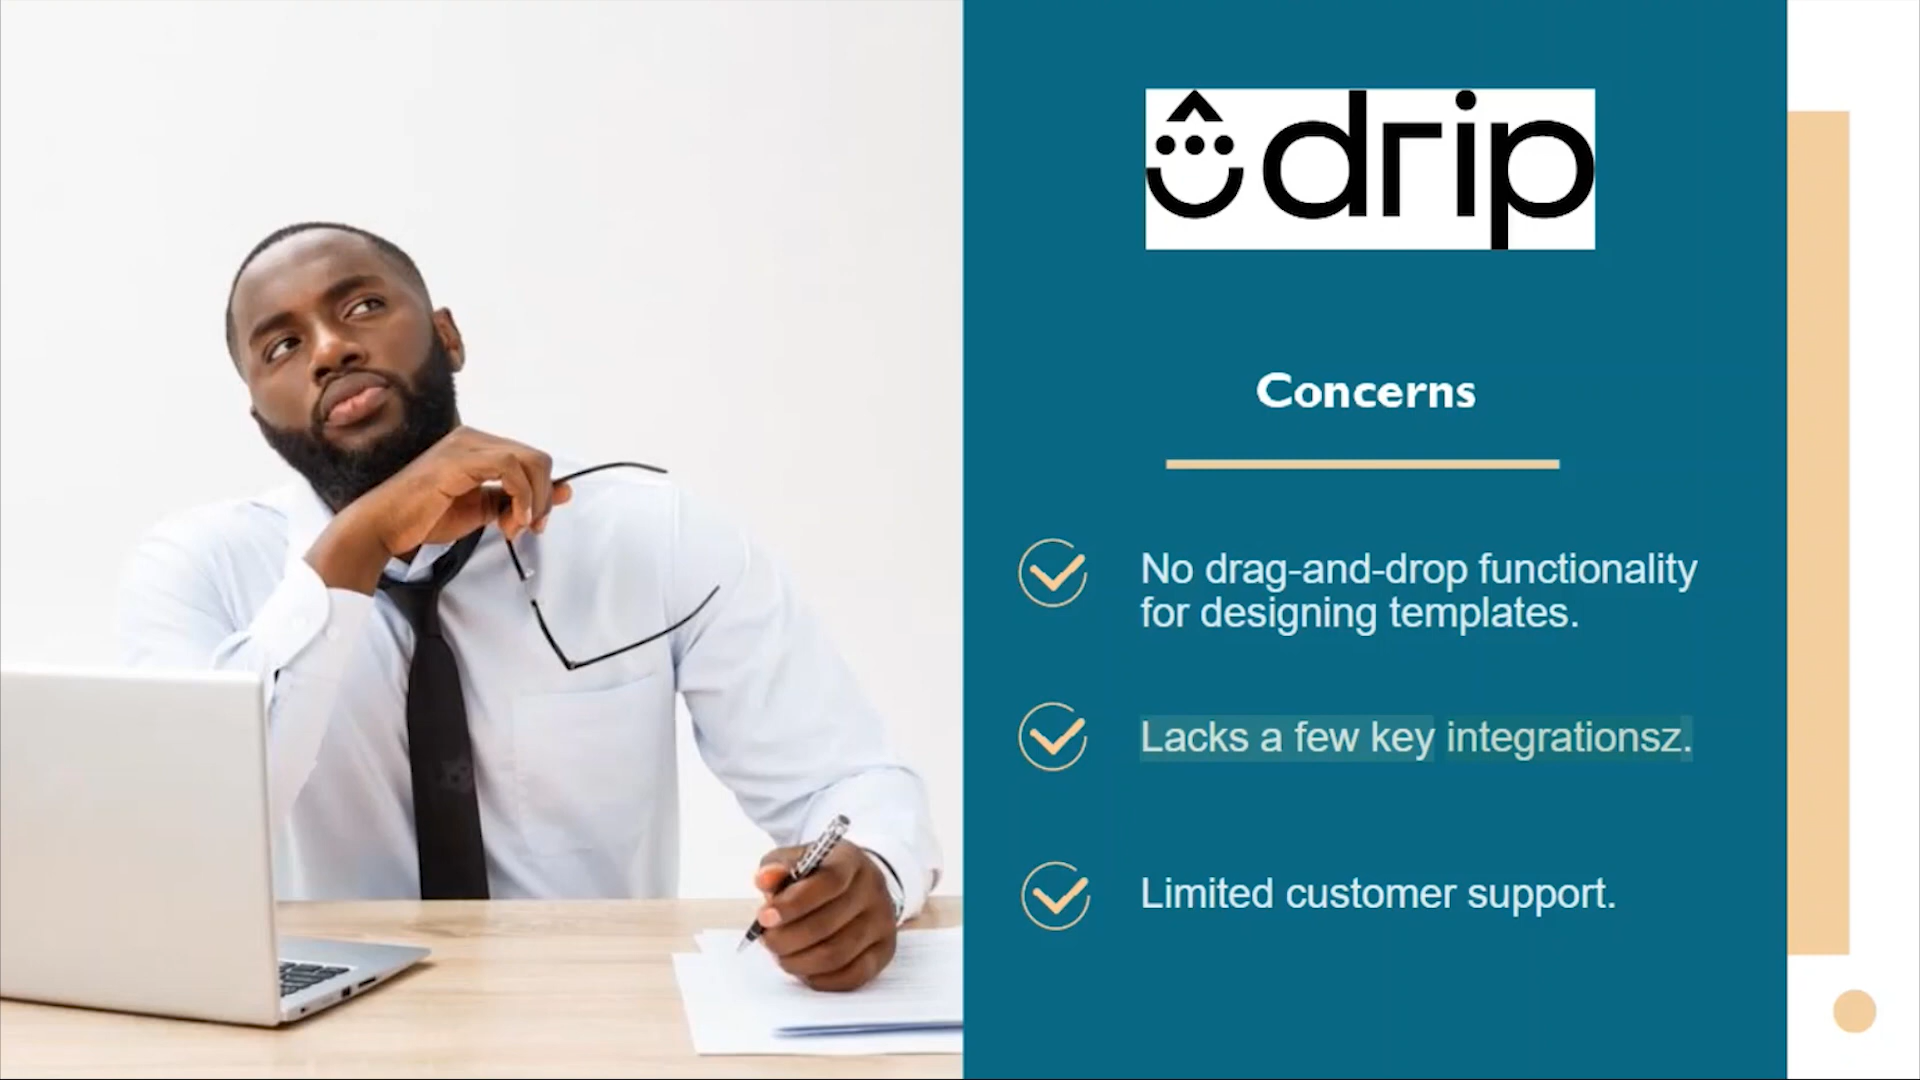 drip
Concerns
No drag-and-drop functionality
for designing templates.
Lacks a few key integrationsz.
Limited customer support.